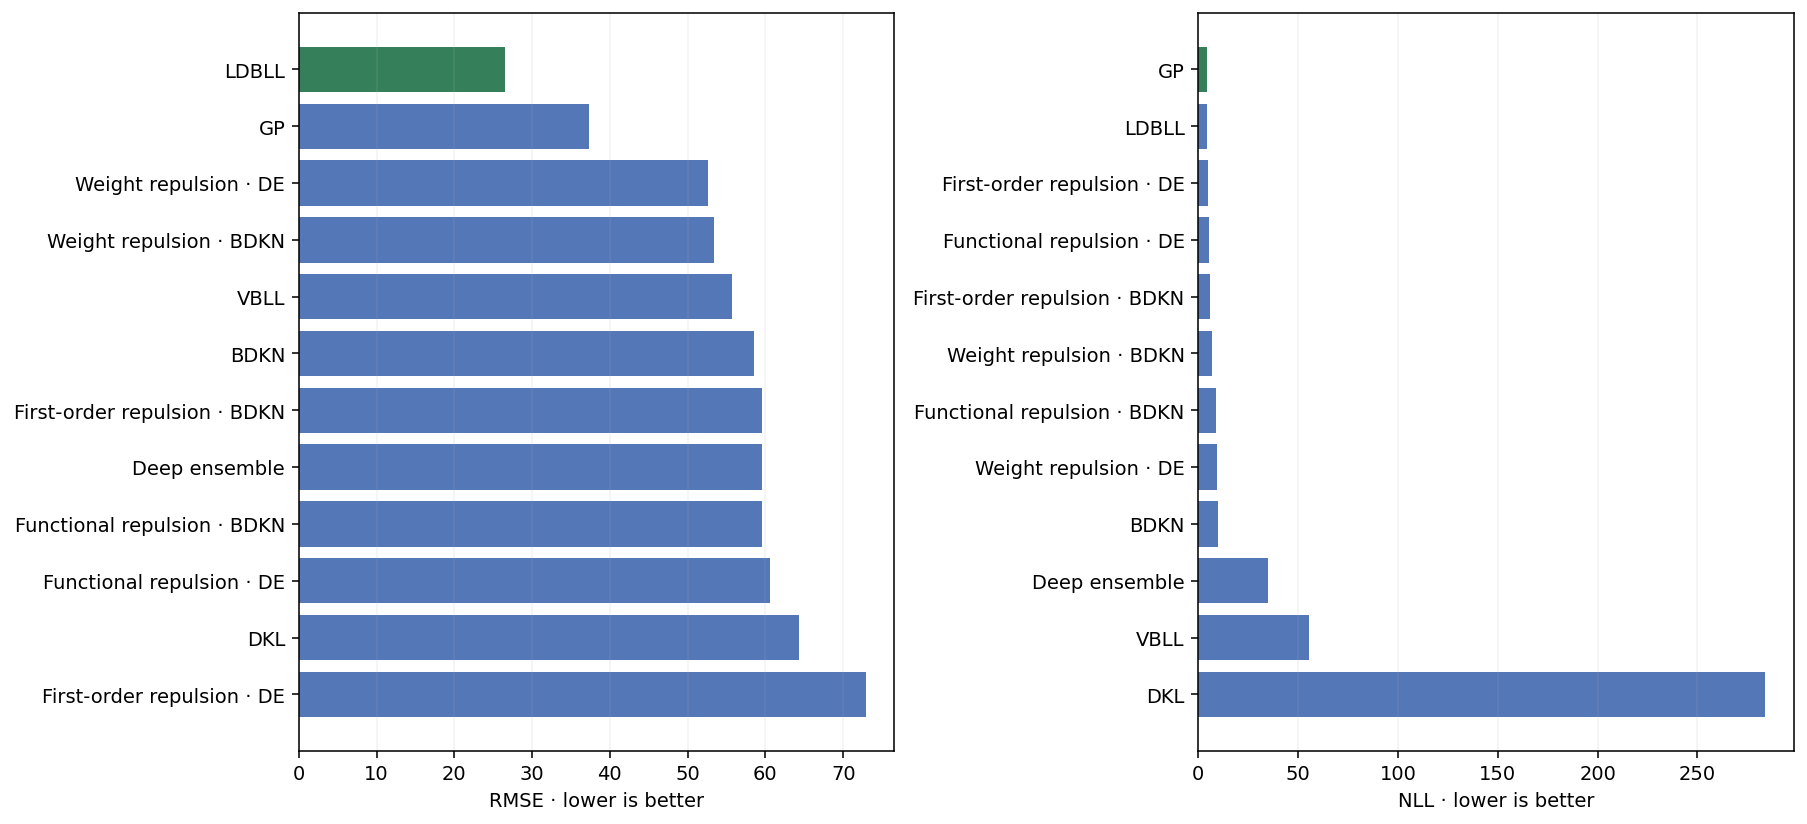 LDBLL
GP
Weight repulsion · DE
Weight repulsion · BDKN
VBLL
BDKN
First-order repulsion · BDKN
Deep ensemble
Functional repulsion · BDKN
Functional repulsion · DE
DKL
First-order repulsion · DE
0 10 20 30 40 50 60 70
RMSE · lower is better
GP
LDBLL
First-order repulsion · DE
Functional repulsion · DE
First-order repulsion · BDKN
Weight repulsion · BDKN
Functional repulsion · BDKN
Weight repulsion · DE
BDKN
Deep ensemble
VBLL
DKL
0 50 100 150 200 250
NLL · lower is better